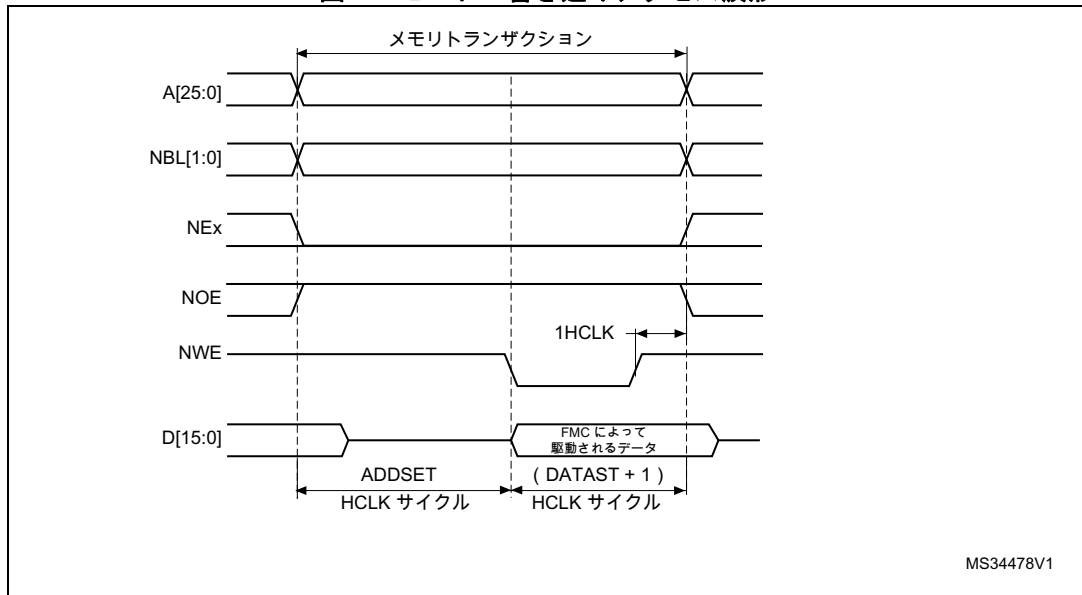 メモリトランザクション
A[25:0]
NBL[1:0]
NEx
NOE
1HCLK
NWE
D[15:0]
FMC によって
駆動されるデータ
ADDSET
HCLK サイクル
( DATAST + 1 )
HCLK サイクル
MS34478V1